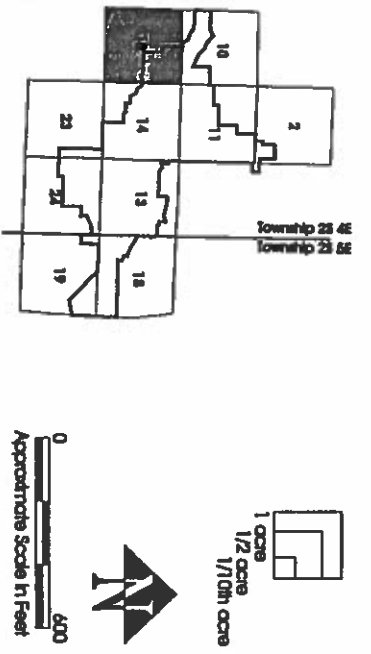 10
2
11
14
23
13
24
18
19
Township 2S 4E
Township 2S 5E
1 acre
1/2 acre
1/10th acre
N
0 600
Approximate Scale in Feet